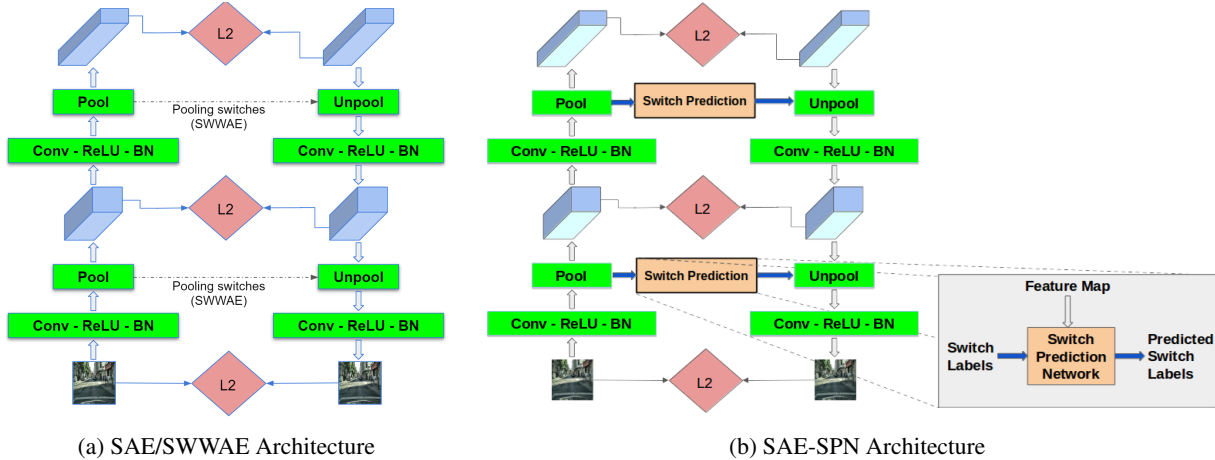 L2
Pool
Pooling switches
(SWWAE)
Unpool
Conv - ReLU - BN
Conv - ReLU - BN
L2
Pool
Pooling switches
(SWWAE)
Unpool
Conv - ReLU - BN
Conv - ReLU - BN
L2
(a) SAE/SWWAE Architecture
L2
Pool
Switch Prediction
Unpool
Conv - ReLU - BN
Conv - ReLU - BN
L2
Pool
Switch Prediction
Unpool
Conv - ReLU - BN
Conv - ReLU - BN
L2
Feature Map
Switch
Labels
Switch
Prediction
Network
Predicted
Switch
Labels
(b) SAE-SPN Architecture